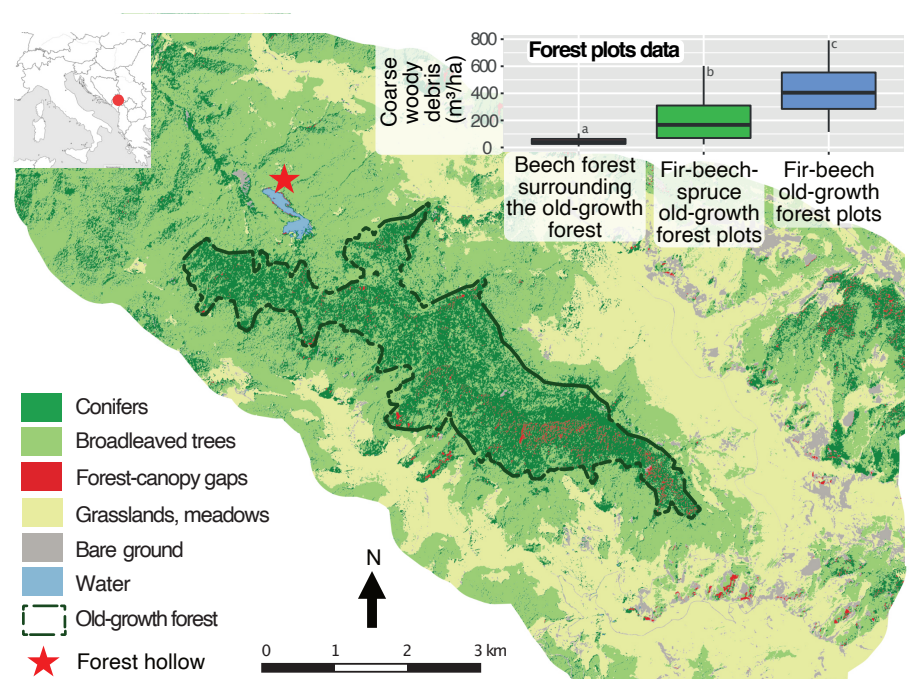 Coarse
woody
debris
(m³/ha)
800
600
400
200
0
Forest plots data
a
b
c
Beech forest
surrounding
the old-growth
forest
Fir-beech-
spruce
old-growth
forest plots
Fir-beech
old-growth
forest plots
Conifers
Broadleaved trees
Forest-canopy gaps
Grasslands, meadows
Bare ground
Water
Old-growth forest
Forest hollow
N
0 1 2 3 km